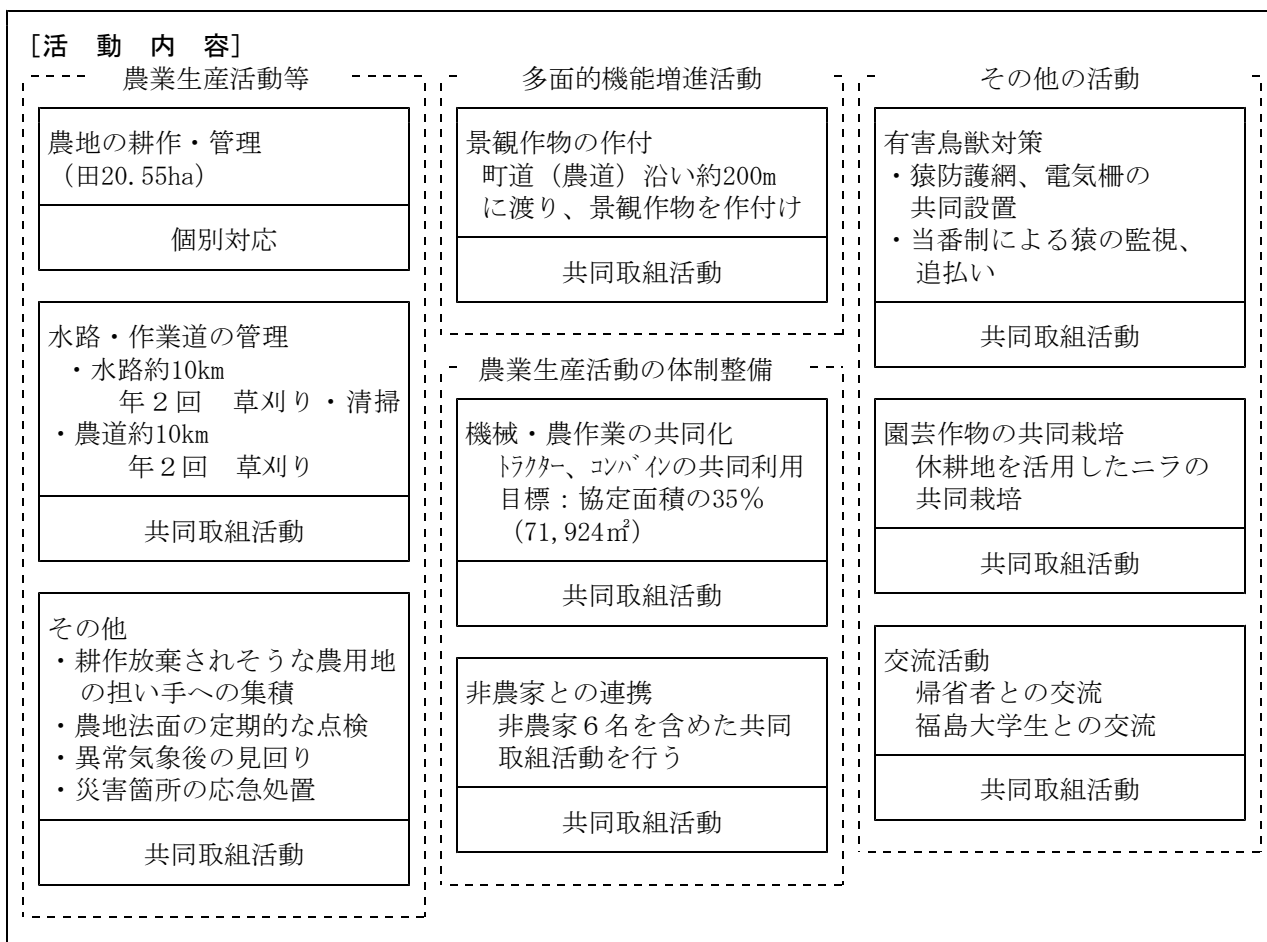 [活　動　内　容]
農業生産活動等
農地の耕作・管理
（田20.55ha）
個別対応
水路・作業道の管理
・水路約10km
年２回　草刈り・清掃
・農道約10km
年２回　草刈り
共同取組活動
その他
・耕作放棄されそうな農用地
の担い手への集積
・農地法面の定期的な点検
・異常気象後の見回り
・災害箇所の応急処置
共同取組活動
多面的機能増進活動
景観作物の作付
町道（農道）沿い約200m
に渡り、景観作物を作付け
共同取組活動
農業生産活動の体制整備
機械・農作業の共同化
ﾄﾗｸﾀｰ、ｺﾝﾊﾞｲﾝの共同利用
目標：協定面積の35％
（71,924㎡）
共同取組活動
非農家との連携
非農家６名を含めた共同
取組活動を行う
共同取組活動
その他の活動
有害鳥獣対策
・猿防護網、電気柵の
共同設置
・当番制による猿の監視、
追払い
共同取組活動
園芸作物の共同栽培
休耕地を活用したニラの
共同栽培
共同取組活動
交流活動
帰省者との交流
福島大学生との交流
共同取組活動